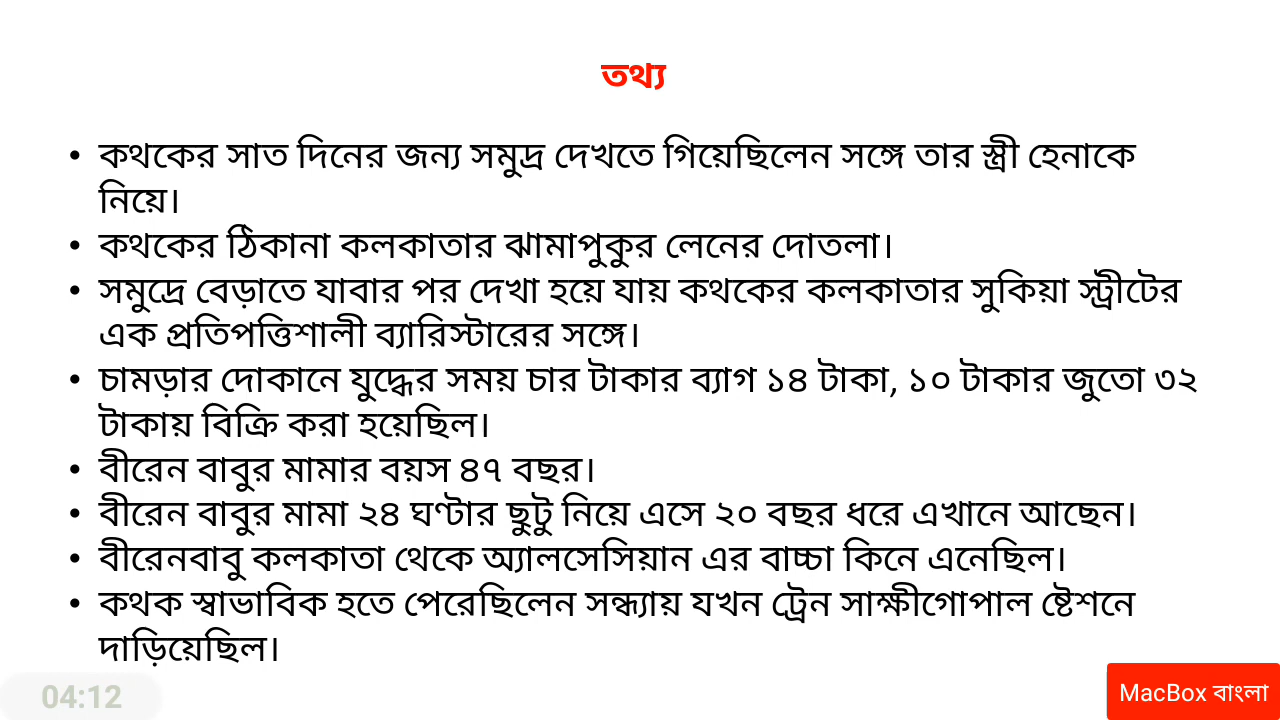 তথ্য
• কথকের সাত দিনের জন্য সমুদ্র দেখতে গিয়েছিলেন সঙ্গে তার স্ত্রী হেনাকে
নিয়ে।
• কথকের ঠিকানা কলকাতার ঝামাপুকুর লেনের দোতলা।
• সমুদ্রে বেড়াতে যাবার পর দেখা হয়ে যায় কথকের কলকাতার সুকিয়া স্ট্রীটের
এক প্রতিপত্তিশালী ব্যারিস্টারের সঙ্গে।
• চামড়ার দোকানে যুদ্ধের সময় চার টাকার ব্যাগ ১৪ টাকা, ১০ টাকার জুতো ৩২
টাকায় বিক্রি করা হয়েছিল।
• বীরেন বাবুর মামার বয়স ৪৭ বছর।
• বীরেন বাবুর মামা ২৪ ঘণ্টার ছুটু নিয়ে এসে ২০ বছর ধরে এখানে আছেন।
• বীরেনবাবু কলকাতা থেকে অ্যালসেসিয়ান এর বাচ্চা কিনে এনেছিল।
• কথক স্বাভাবিক হতে পেরেছিলেন সন্ধ্যায় যখন ট্রেন সাক্ষীগোপাল ষ্টেশনে
দাড়িয়েছিল।
04:12
MacBox বাংলা